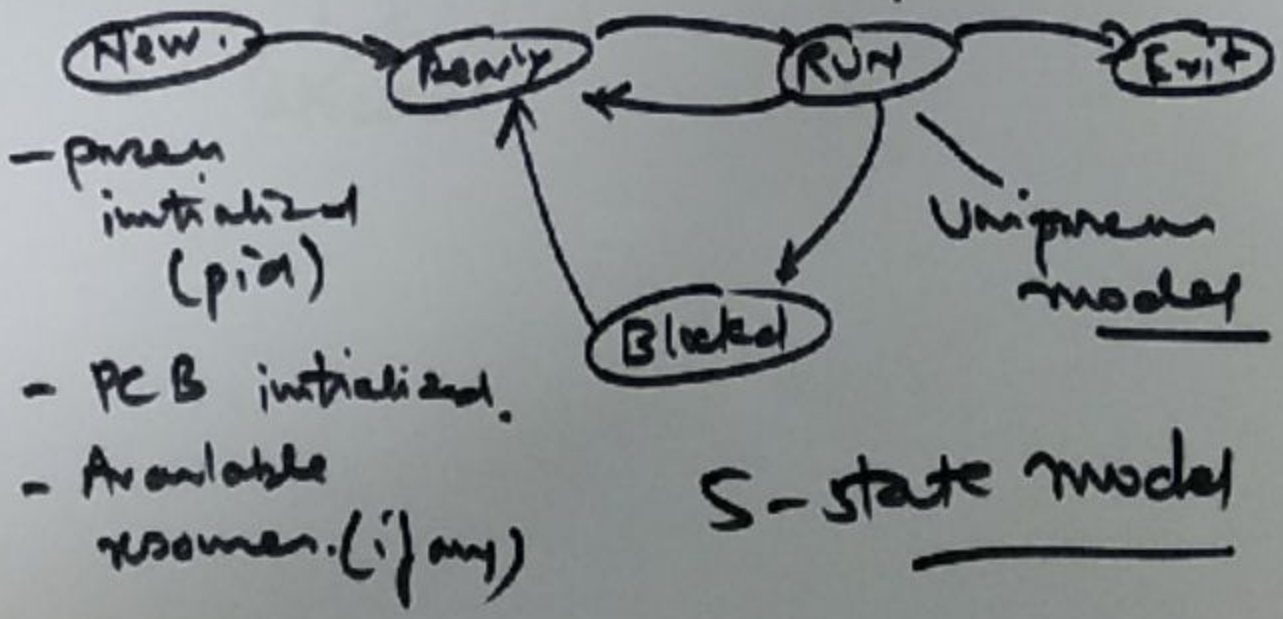 New.
Ready
RUN
Exit
- process
initialized
(pid)
Uniprocess
model
Blocked
- PCB initialized.
- Available
resources. (if any)
5-state model